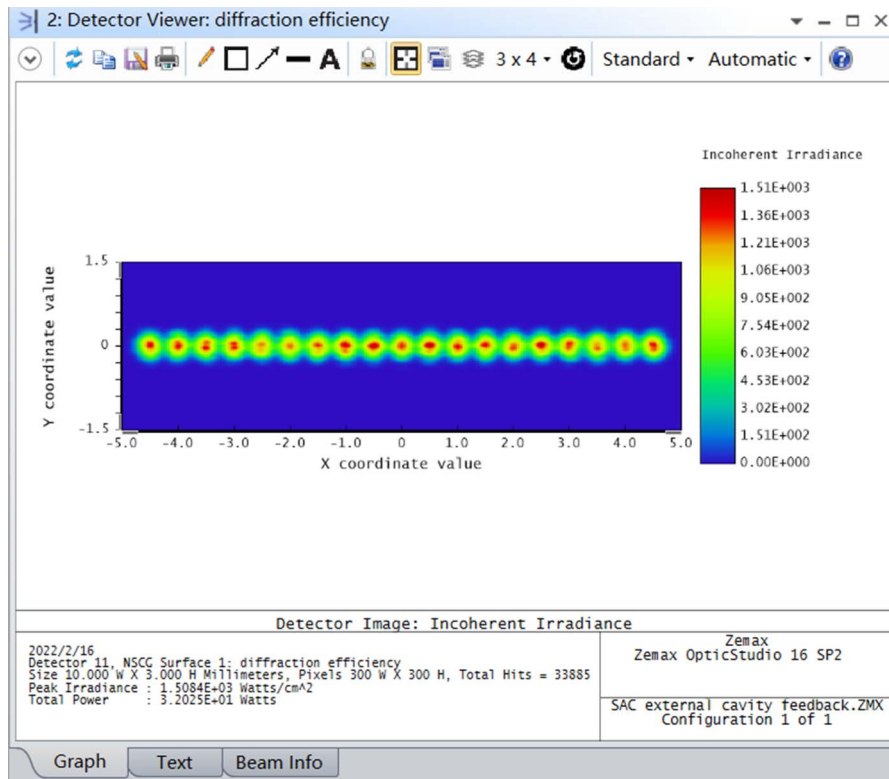 2: Detector Viewer: diffraction efficiency
3 x 4 Standard Automatic
Incoherent Irradiance
1.51E+003
1.36E+003
1.21E+003
1.06E+003
9.05E+002
7.54E+002
6.03E+002
4.53E+002
3.02E+002
1.51E+002
0.00E+000
Y coordinate value
1.5
0
-1.5
-5.0 -4.0 -3.0 -2.0 -1.0 0 1.0 2.0 3.0 4.0 5.0
X coordinate value
Detector Image: Incoherent Irradiance
2022/2/16
Detector 11, NSCG Surface 1: diffraction efficiency
Size 10.000 W X 3.000 H Millimeters, Pixels 300 W X 300 H, Total Hits = 33885
Peak Irradiance : 1.5084E+03 Watts/cm^2
Total Power : 3.2025E+01 Watts
Zemax
Zemax OpticStudio 16 SP2
SAC external cavity feedback.ZMX
Configuration 1 of 1
Graph Text Beam Info